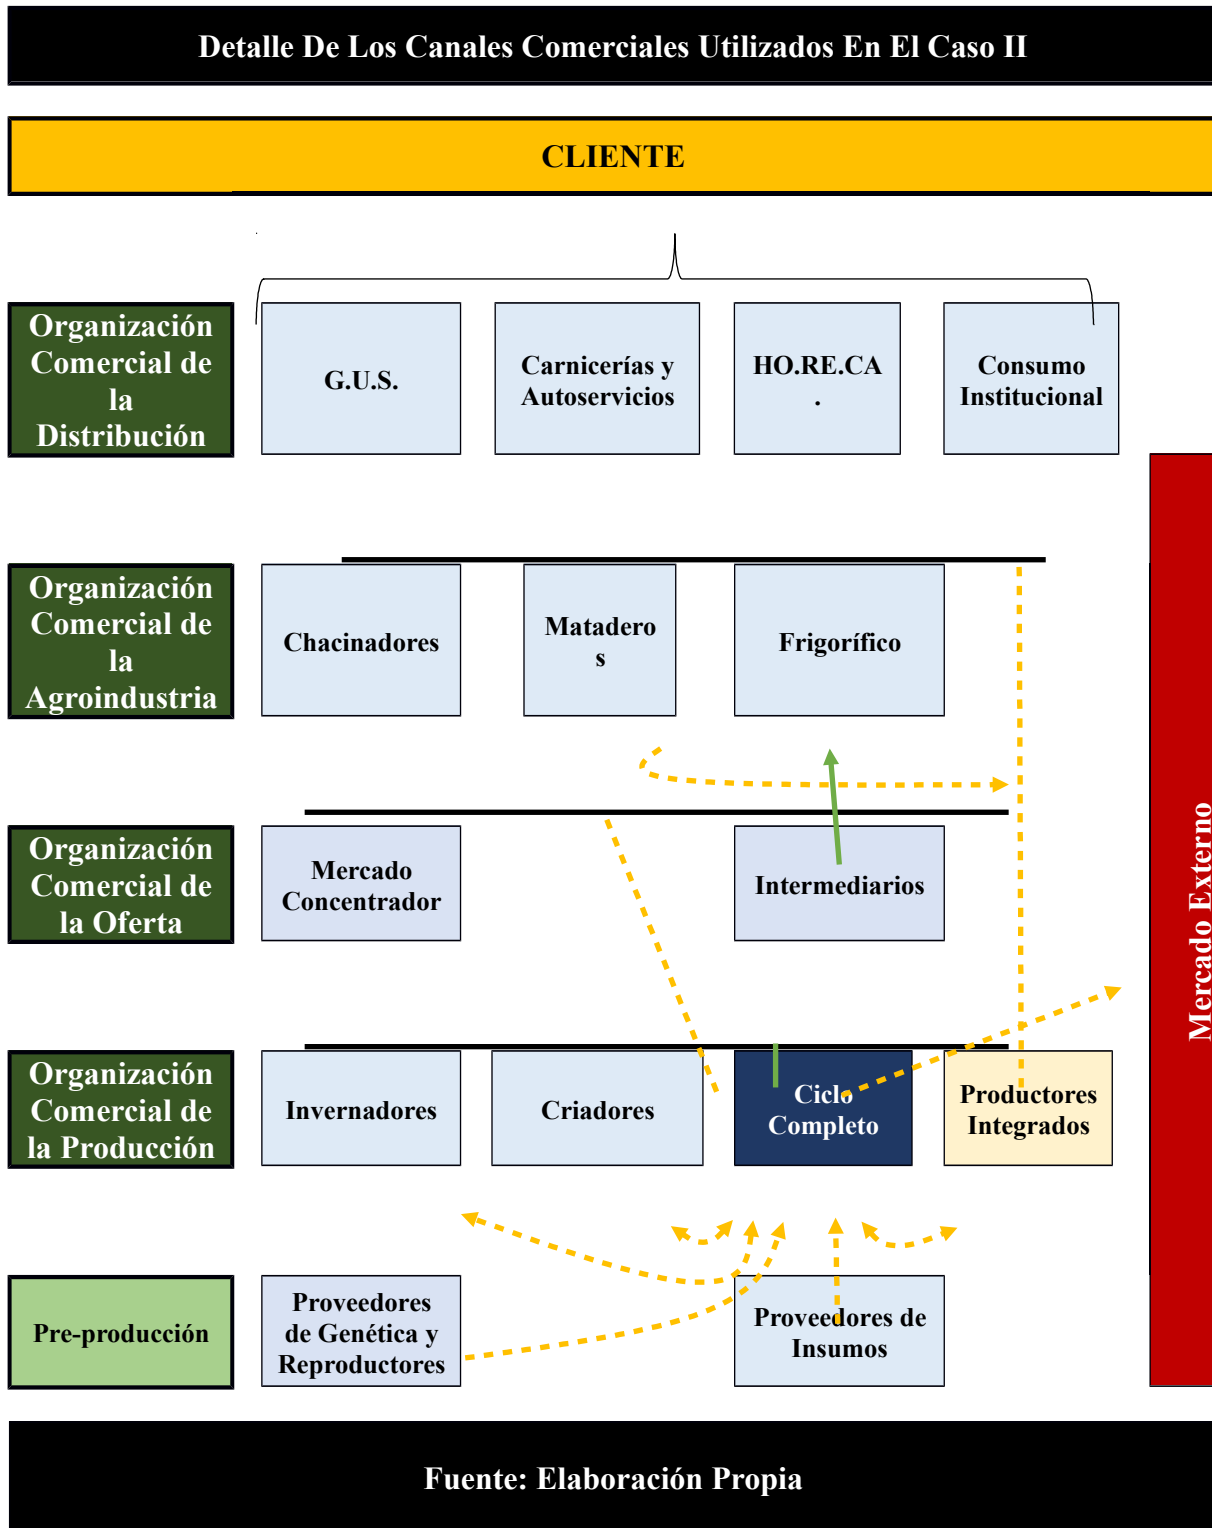 Detalle De Los Canales Comerciales Utilizados En El Caso II
CLIENTE
Organización
Comercial de
la
Distribución
G.U.S.
Carnicerías y
Autoservicios
HO.RE.CA
.
Consumo
Institucional
Organización
Comercial de
la
Agroindustria
Chacinadores
Matadero
s
Frigorífico
Organización
Comercial de
la Oferta
Mercado
Concentrador
Intermediarios
Mercado Externo
Organización
Comercial de
la Producción
Invernadores
Criadores
Ciclo
Completo
Productores
Integrados
Pre-producción
Proveedores
de Genética y
Reproductores
Proveedores de
Insumos
Fuente: Elaboración Propia